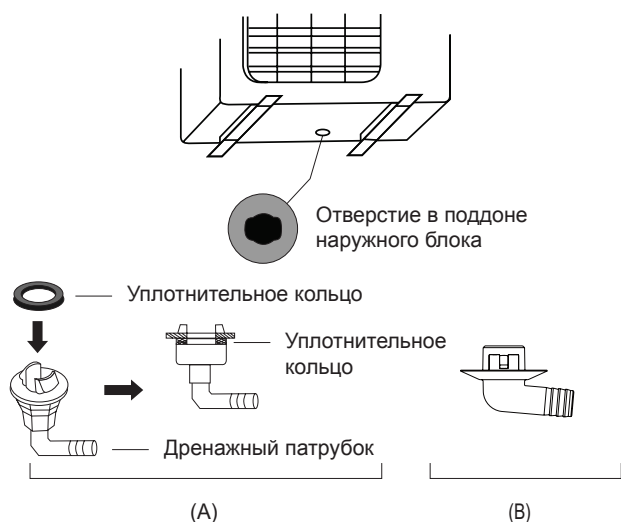 Отверстие в поддоне
наружного блока
Уплотнительное кольцо
Уплотнительное
кольцо
Дренажный патрубок
(A)
(B)